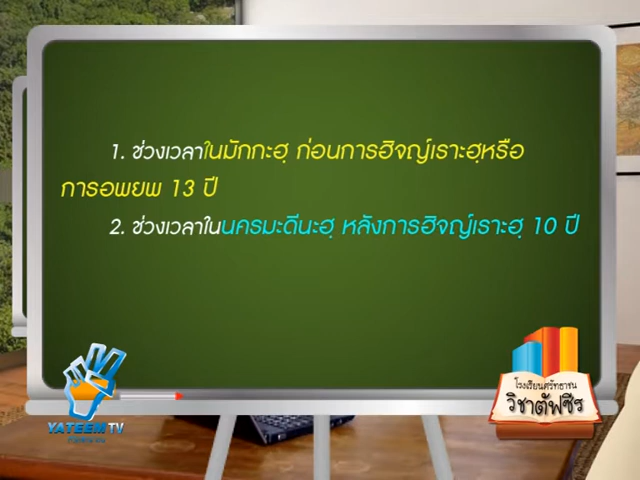 1. ช่วงเวลาในมักกะฮฺ ก่อนการฮิจญ์เราะฮฺหรือ
การอพยพ 13 ปี
2. ช่วงเวลาในนครมะดีนะฮฺ หลังการฮิจญ์เราะฮฺ 10 ปี
YATEEM TV
โรงเรียนศรัทธาชน
วิชาตัฟซีร